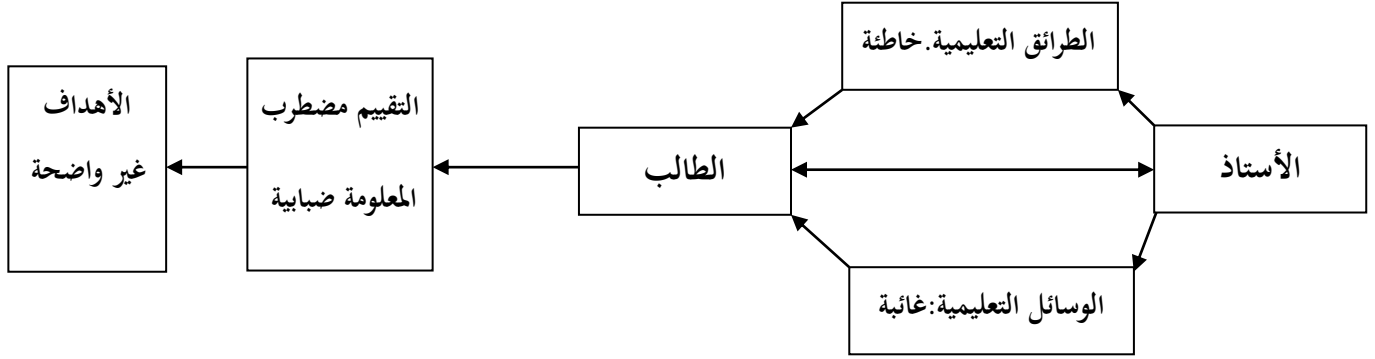 الطرائق التعليمية.خاطئة
الأستاذ
الطالب
الوسائل التعليمية:غائبة
التقييم مضطرب
المعلومة ضبابية
الأهداف
غير واضحة